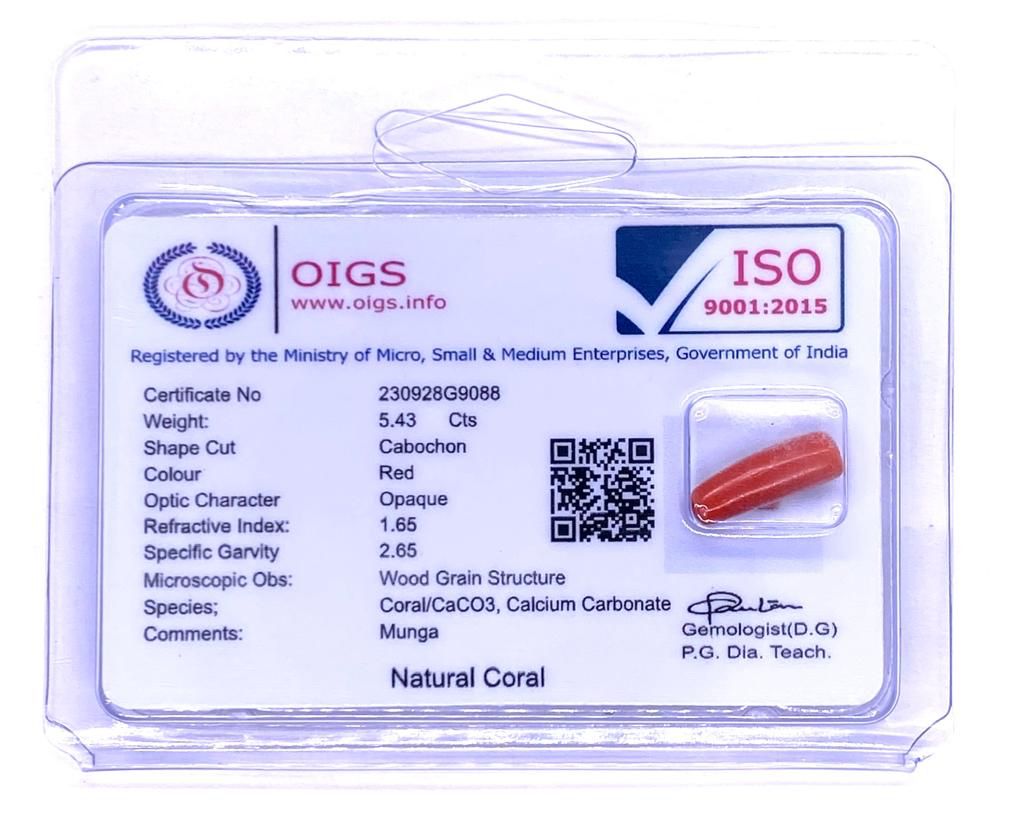 OIGS
www.oigs.info
ISO
9001:2015
Registered by the Ministry of Micro, Small & Medium Enterprises, Government of India
Certificate No 230928G9088
Weight: 5.43 Cts
Shape Cut Cabochon
Colour Red
Optic Character Opaque
Refractive Index: 1.65
Specific Garvity 2.65
Microscopic Obs: Wood Grain Structure
Species; Coral/CaCO3, Calcium Carbonate
Comments: Munga
Gemologist(D.G)
P.G. Dia. Teach.
Natural Coral